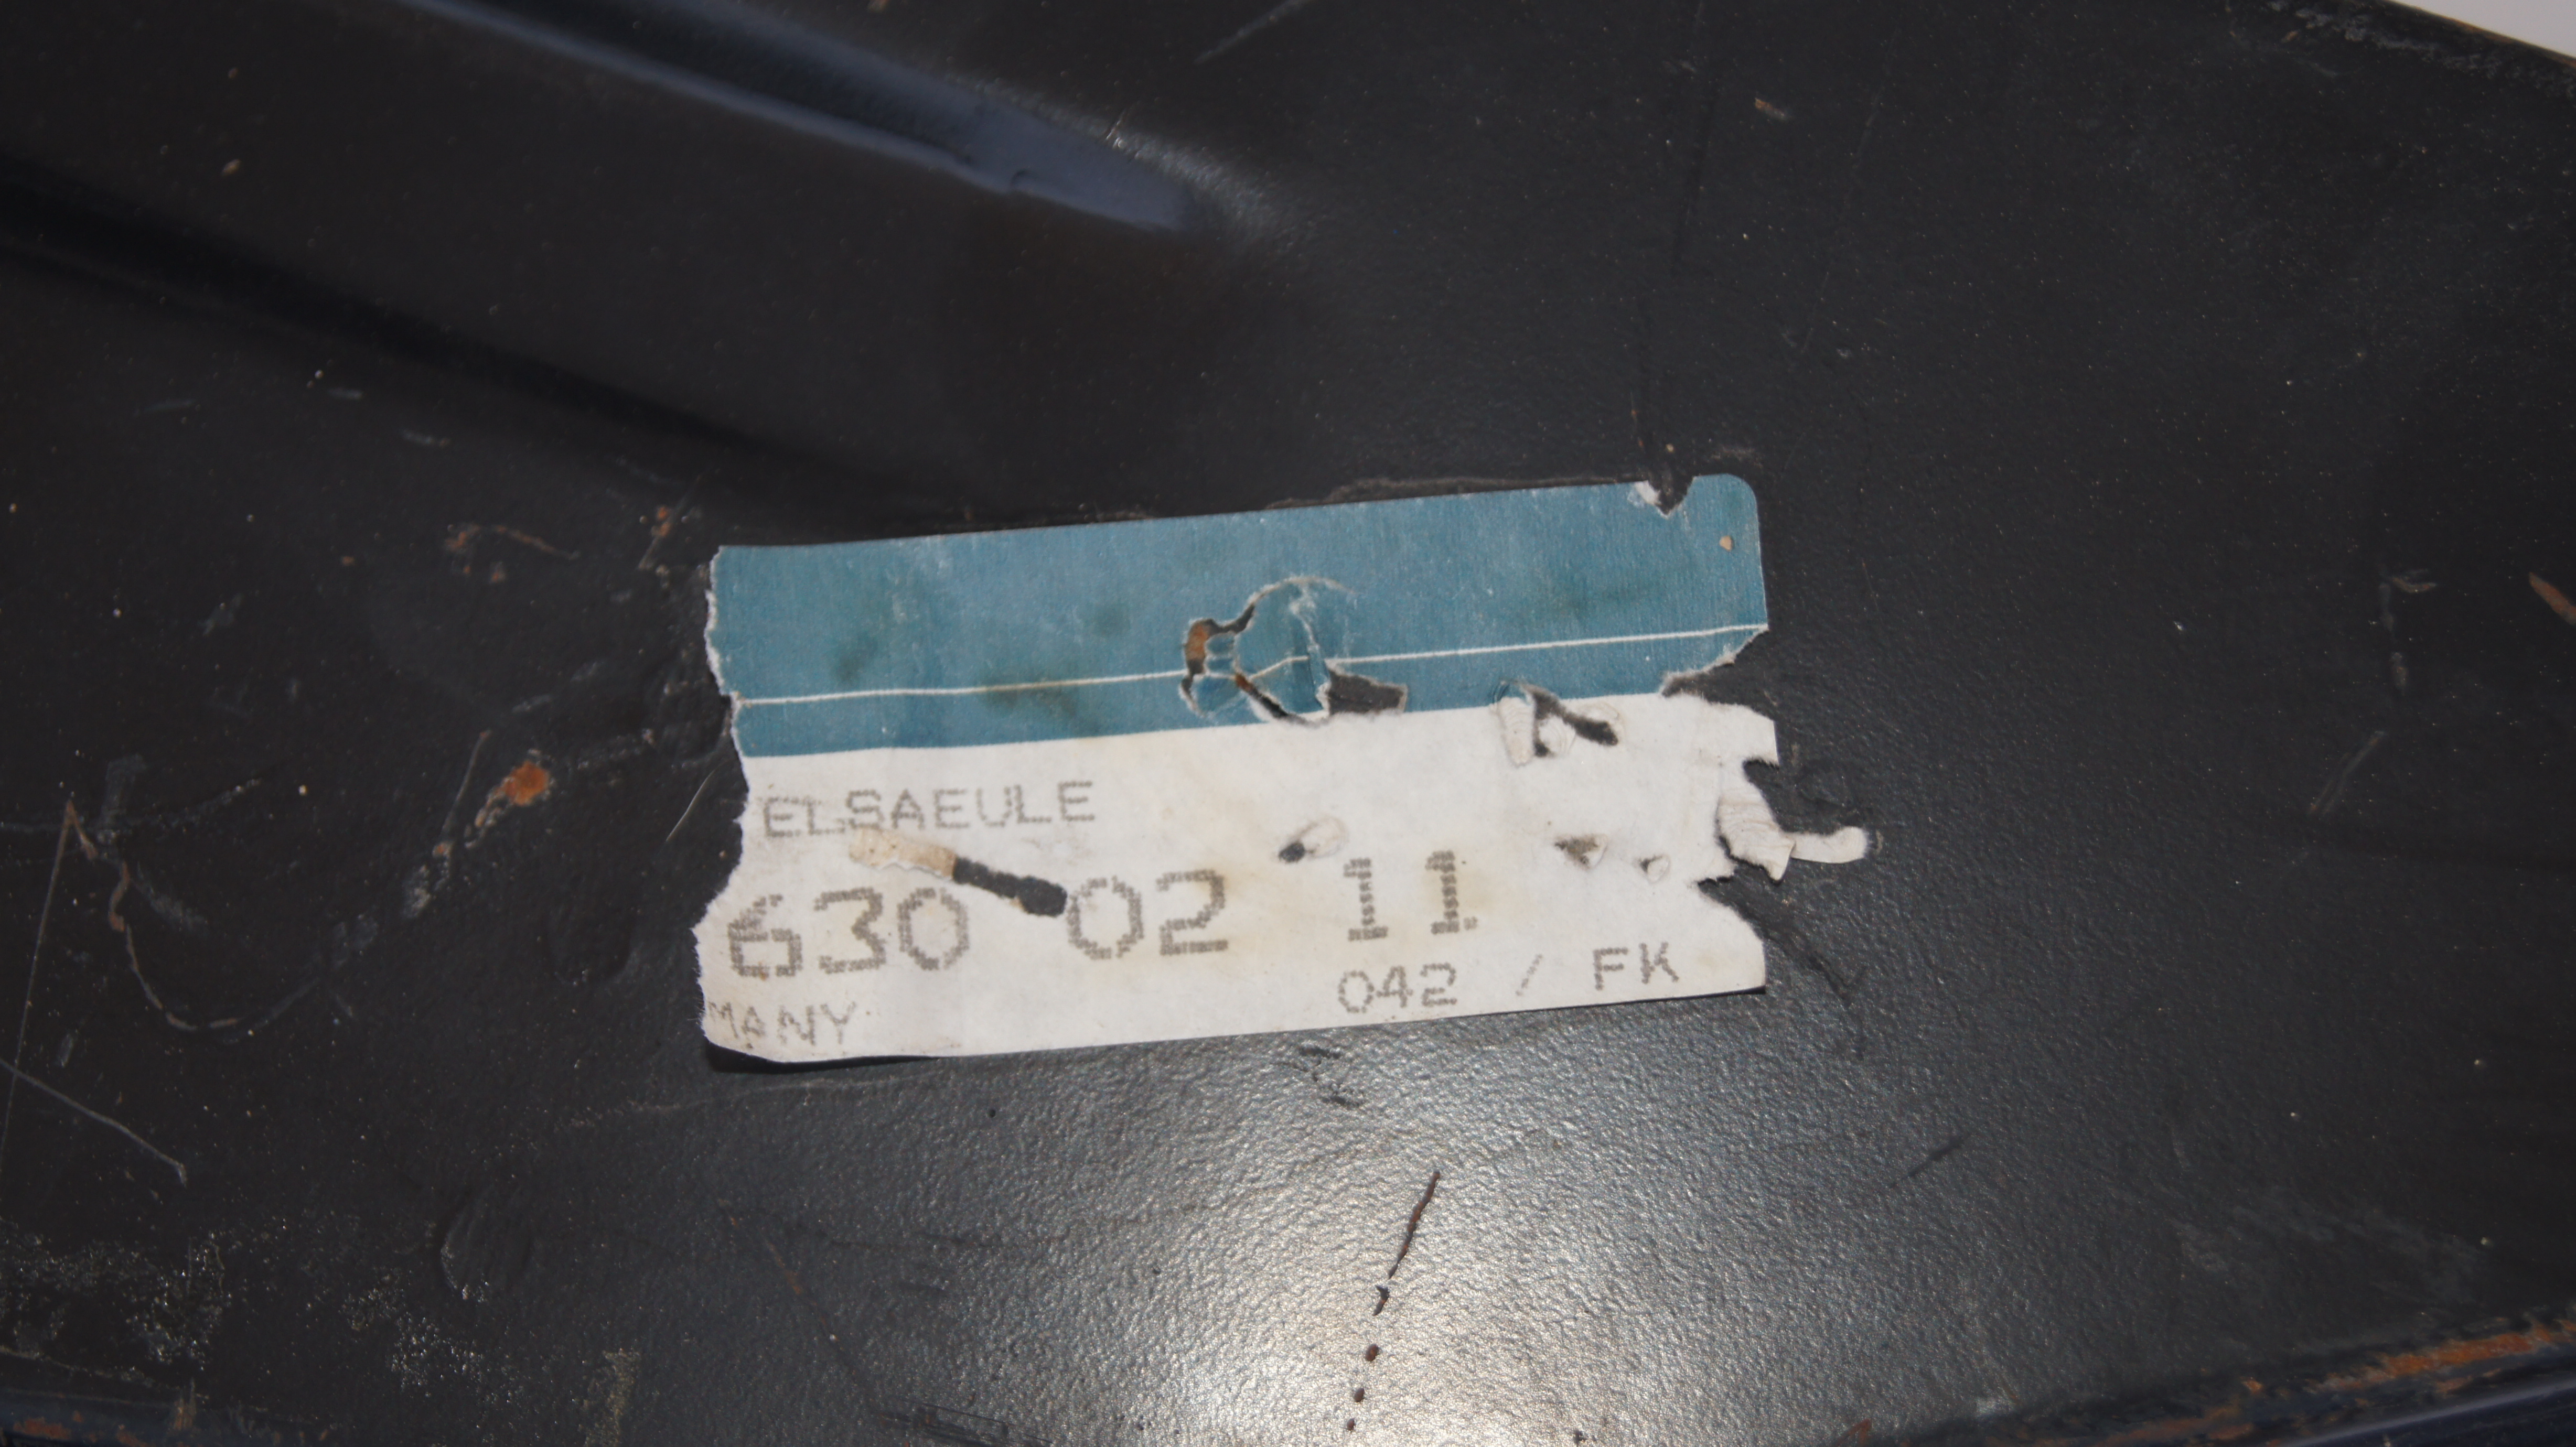 ELSAEULE
630 02 11
042 / FK
MANY